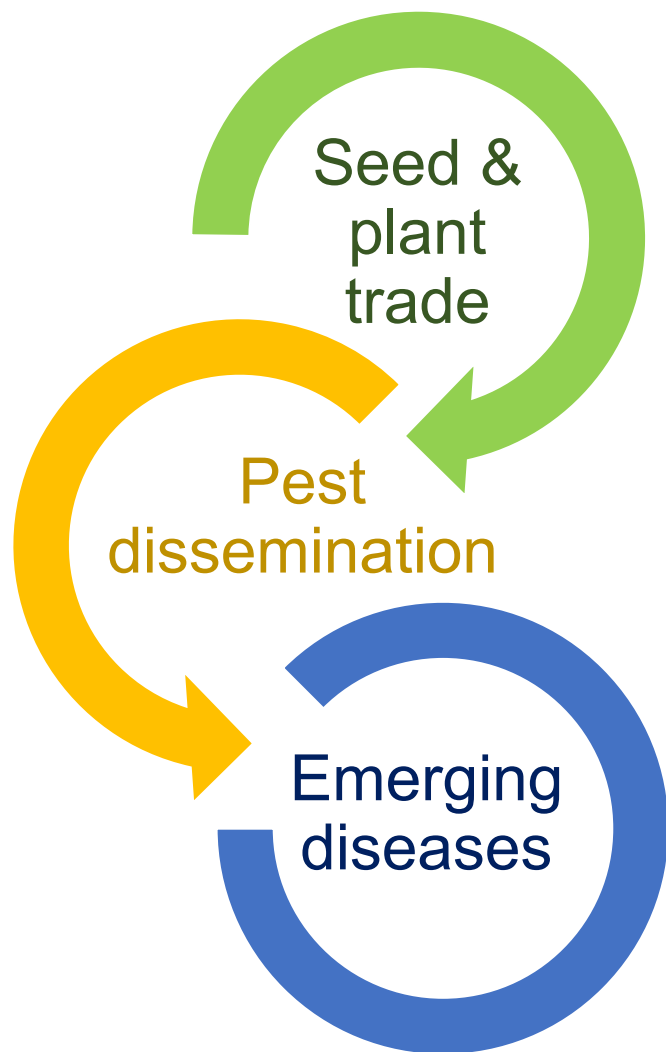 Seed &
plant
trade
Pest
dissemination
Emerging
diseases